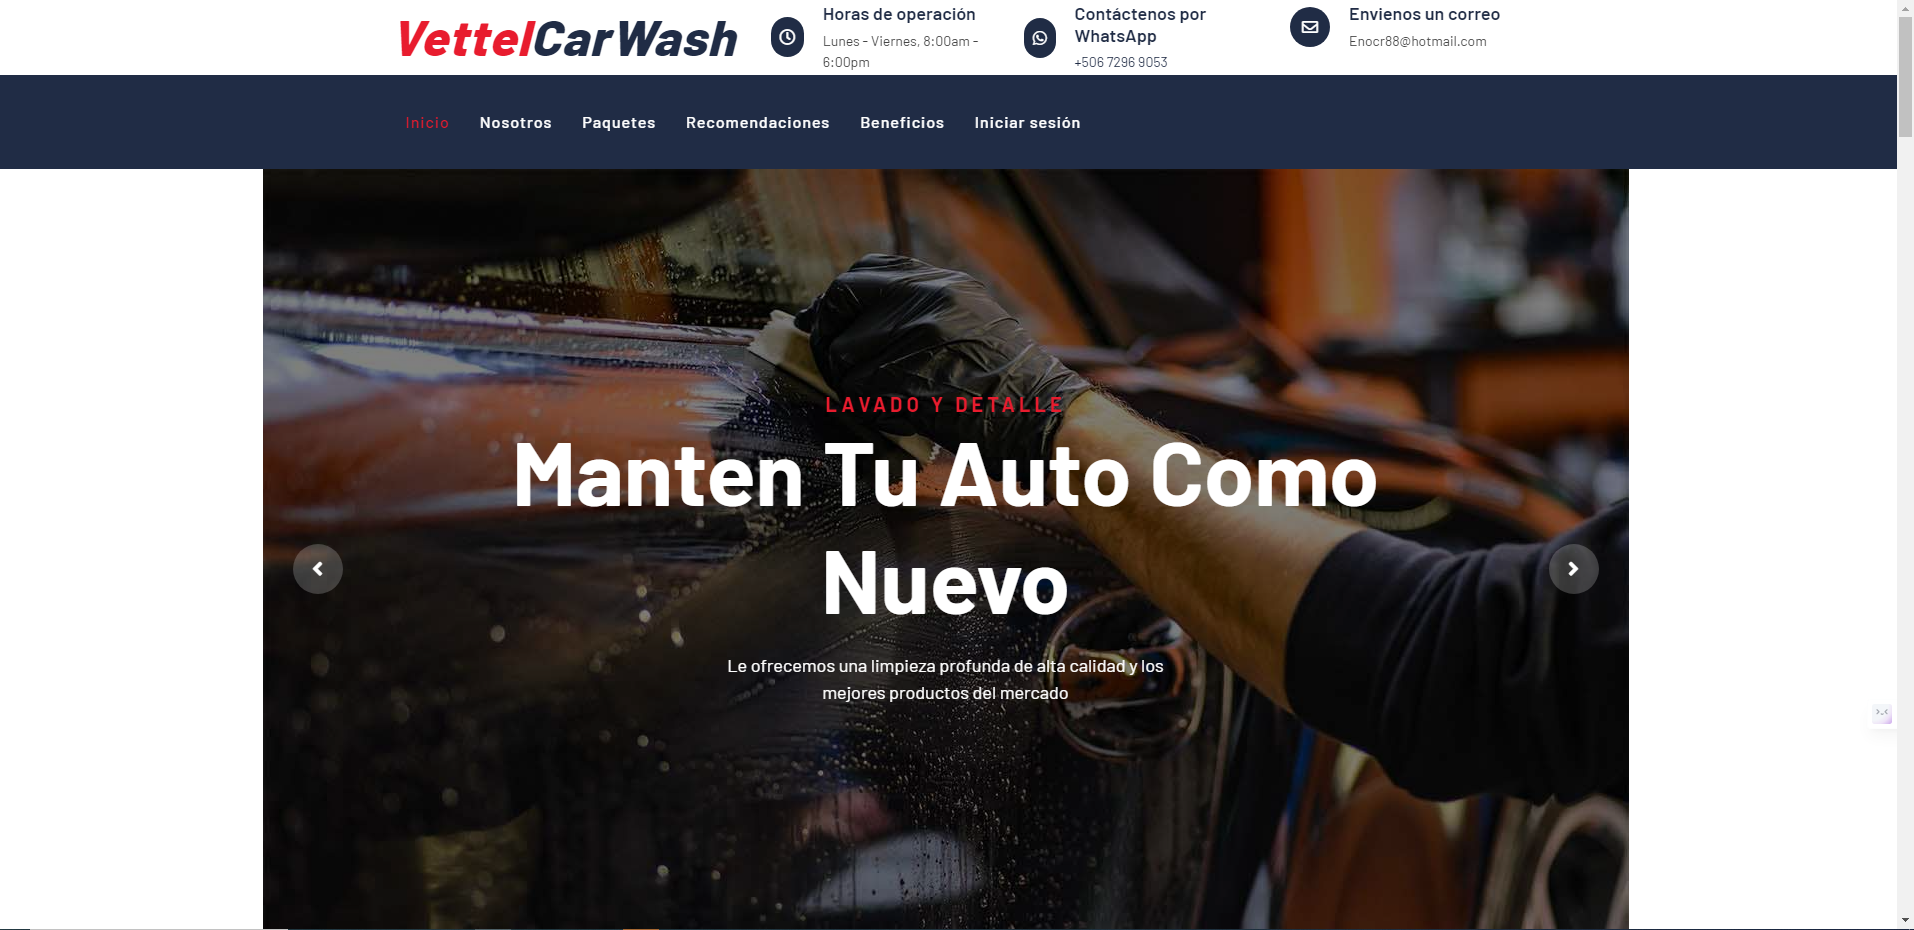 VettelCarWash
Horas de operación
Lunes - Viernes, 8:00am -
6:00pm
Contáctenos por
WhatsApp
+506 7296 9053
Envienos un correo
Enocr88@hotmail.com
Inicio Nosotros Paquetes Recomendaciones Beneficios Iniciar sesión
LAVADO Y DETALLE
Manten Tu Auto Como
Nuevo
Le ofrecemos una limpieza profunda de alta calidad y los
mejores productos del mercado